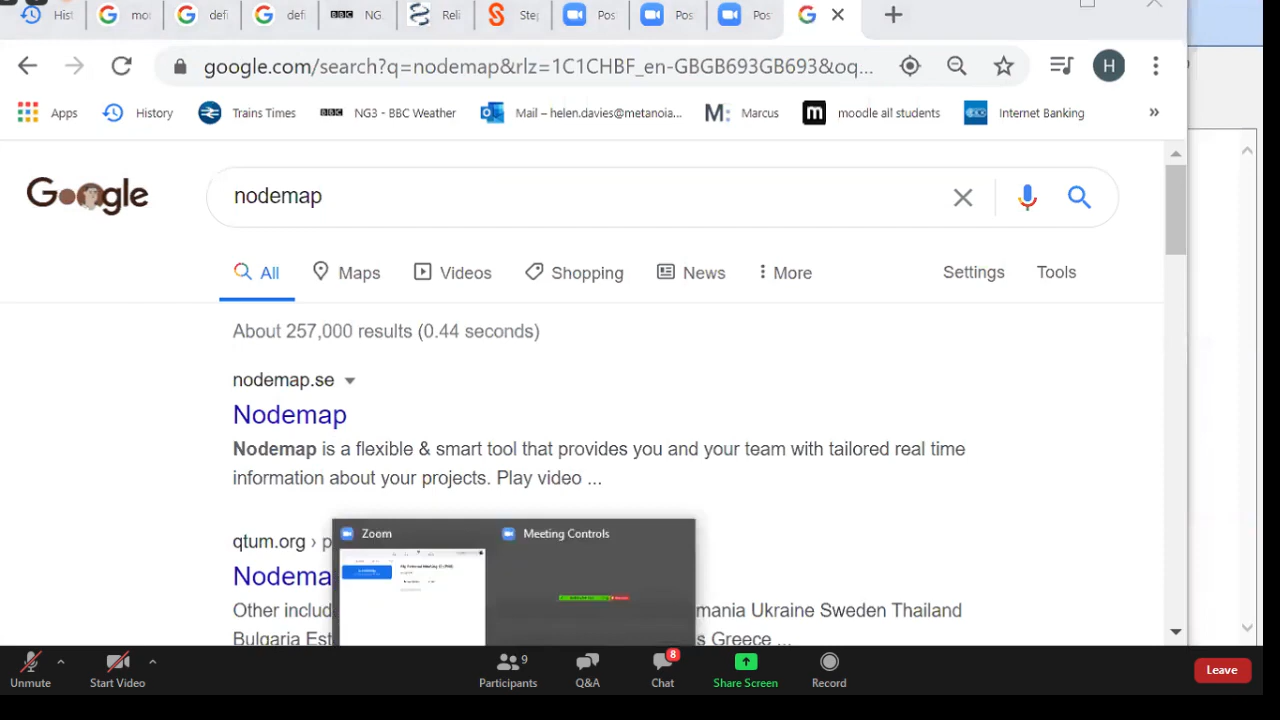 Hist
mo
defi
defi
BBC NG
Reli
Step
Pos
Pos
Pos
google.com/search?q=nodemap&rlz=1C1CHBF_en-GBGB693GB693&oq...
H
Apps
History
Trains Times
BBC NG3 - BBC Weather
Mail – helen.davies@metanoia...
M: Marcus
m moodle all students
Internet Banking
»
Google
nodemap
All
Maps
Videos
Shopping
News
More
Settings
Tools
About 257,000 results (0.44 seconds)
nodemap.se
Nodemap
Nodemap is a flexible & smart tool that provides you and your team with tailored real time
information about your projects. Play video ...
qtum.org › p
Nodema
Other includ
mania Ukraine Sweden Thailand
Bulgaria Est
s Greece ...
Zoom
Meeting Controls
Unmute
Start Video
9
Participants
Q&A
8
Chat
Share Screen
Record
Leave